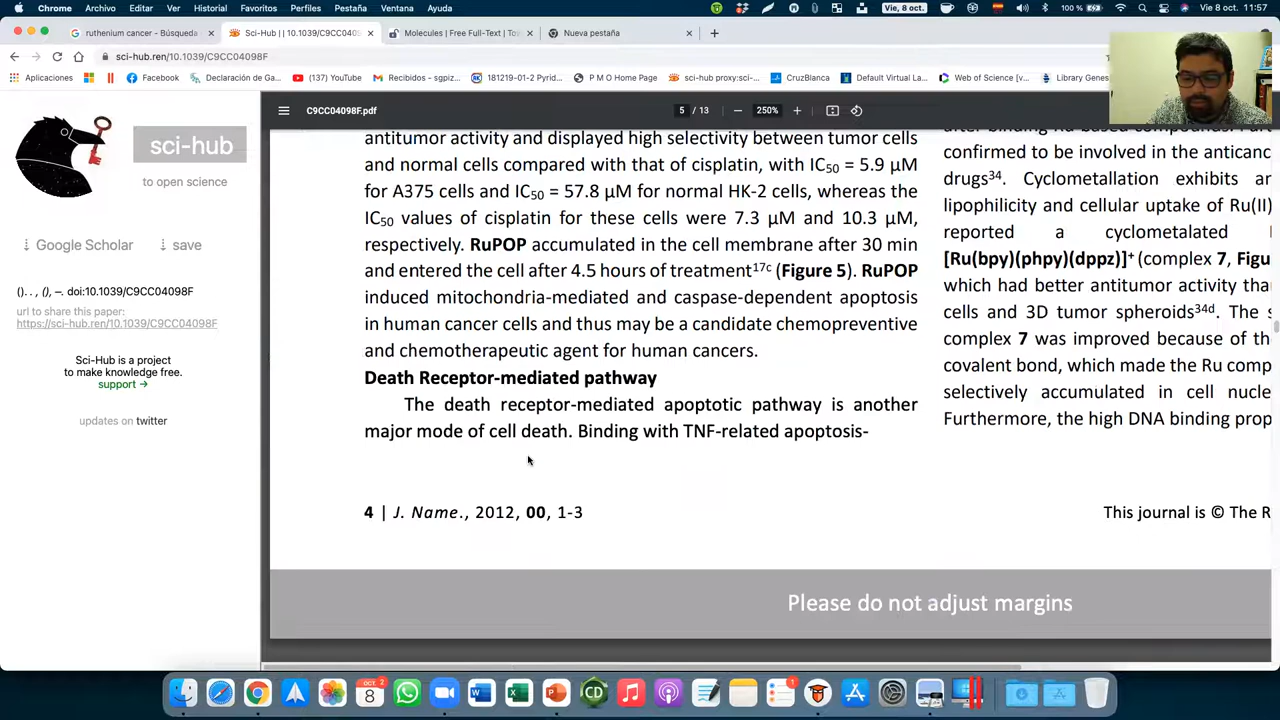 Chrome Archivo Editar Ver Historial Favoritos Perfiles Pestaña Ventana Ayuda 100 % Vie 8 oct. Vie 8 oct. 11:57
ruthenium cancer - Búsqueda Sci-Hub | | 10.1039/C9CC040 Molecules | Free Full-Text | To Nueva pestaña
sci-hub.ren/10.1039/C9CC04098F
Aplicaciones Facebook Declaración de Ga... (137) YouTube Recibidos - sgpiz... 181219-01-2 Pyrid... P M O Home Page sci-hub proxy:sci-... CruzBlanca Default Virtual La... Web of Science [v... Library Genes
C9CC04098F.pdf 5 / 13 250%
sci-hub
to open science
↓ Google Scholar ↓ save
(). . , (), –. doi:10.1039/C9CC04098F
url to share this paper:
https://sci-hub.ren/10.1039/C9CC04098F
Sci-Hub is a project
to make knowledge free.
support →
updates on twitter
antitumor activity and displayed high selectivity between tumor cells
and normal cells compared with that of cisplatin, with IC50 = 5.9 µM
for A375 cells and IC50 = 57.8 µM for normal HK-2 cells, whereas the
IC50 values of cisplatin for these cells were 7.3 µM and 10.3 µM,
respectively. RuPOP accumulated in the cell membrane after 30 min
and entered the cell after 4.5 hours of treatment17c (Figure 5). RuPOP
induced mitochondria-mediated and caspase-dependent apoptosis
in human cancer cells and thus may be a candidate chemopreventive
and chemotherapeutic agent for human cancers.
Death Receptor-mediated pathway
The death receptor-mediated apoptotic pathway is another
major mode of cell death. Binding with TNF-related apoptosis-
4 | J. Name., 2012, 00, 1-3
confirmed to be involved in the anticanc
drugs34. Cyclometallation exhibits
lipophilicity and cellular uptake of Ru(II)
reported a cyclometalated
[Ru(bpy)(phpy)(dppz)]+ (complex 7, Figu
which had better antitumor activity tha
cells and 3D tumor spheroids34d. The
complex 7 was improved because of th
covalent bond, which made the Ru comp
selectively accumulated in cell nucle
Furthermore, the high DNA binding prop
This journal is © The R
Please do not adjust margins
OCT. 2
8
1